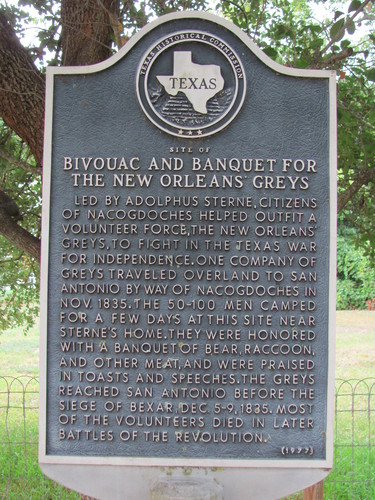 TEXAS HISTORICAL COMMISSION
TEXAS
SITE OF
BIVOUAC AND BANQUET FOR
THE NEW ORLEANS' GREYS
LED BY ADOLPHUS STERNE, CITIZENS
OF NACOGDOCHES HELPED OUTFIT A
VOLUNTEER FORCE, THE NEW ORLEANS'
GREYS, TO FIGHT IN THE TEXAS WAR
FOR INDEPENDENCE. ONE COMPANY OF
GREYS TRAVELED OVERLAND TO SAN
ANTONIO BY WAY OF NACOGDOCHES IN
NOV. 1835. THE 50-100 MEN CAMPED
FOR A FEW DAYS AT THIS SITE NEAR
STERNE'S HOME. THEY WERE HONORED
WITH A BANQUET OF BEAR, RACCOON,
AND OTHER MEAT, AND WERE PRAISED
IN TOASTS AND SPEECHES. THE GREYS
REACHED SAN ANTONIO BEFORE THE
SIEGE OF BEXAR, DEC. 5-9, 1835. MOST
OF THE VOLUNTEERS DIED IN LATER
BATTLES OF THE REVOLUTION.
(1977)